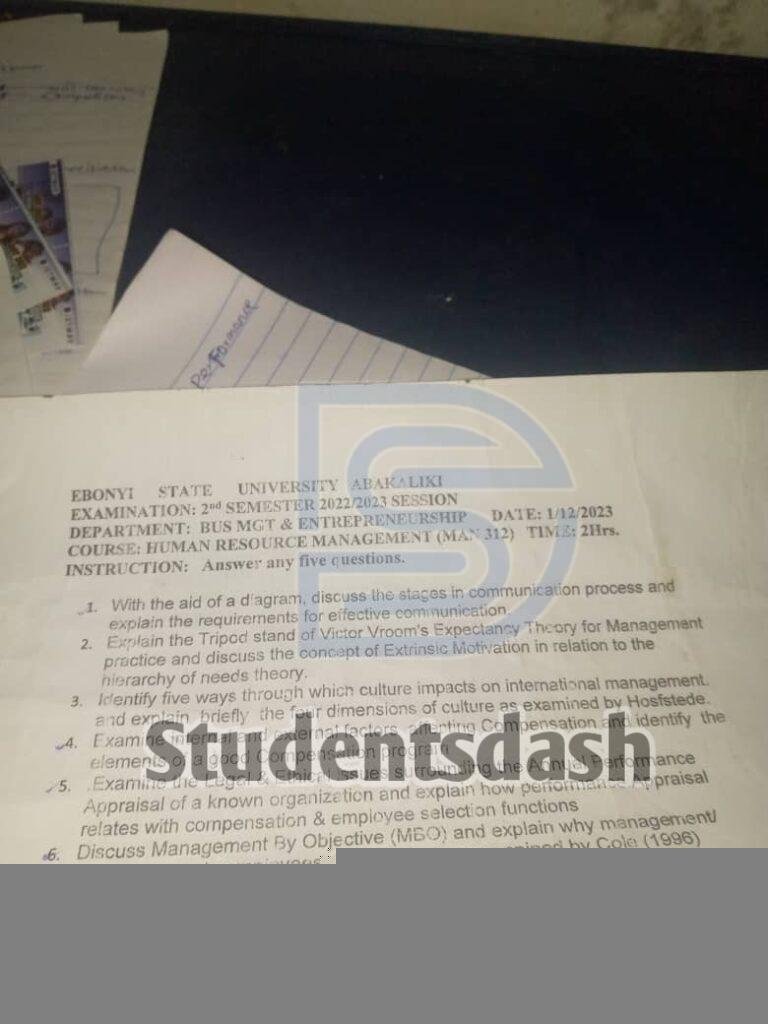 Performance
EBONYI STATE UNIVERSITY ABAKALIKI
EXAMINATION: 2nd SEMESTER 2022/2023 SESSION
DEPARTMENT: BUS MGT & ENTREPRENEURSHIP DATE: 1/12/2023
COURSE: HUMAN RESOURCE MANAGEMENT (MAN 312) TIME: 2Hrs.
INSTRUCTION: Answer any five questions.
1. With the aid of a diagram, discuss the stages in communication process and
explain the requirements for effective communication.
2. Explain the Tripod stand of Victor Vroom's Expectancy Theory for Management
practice and discuss the concept of Extrinsic Motivation in relation to the
hierarchy of needs theory.
3. Identify five ways through which culture impacts on international management.
and explain briefly the four dimensions of culture as examined by Hosfstede.
4. Examine internal and external factors affecting Compensation and identify the
elements of a good Compensation program
5. .Examine the Legal & Ethical issues surrounding the Annual Performance
Appraisal of a known organization and explain how performance Appraisal
relates with compensation & employee selection functions
6. Discuss Management By Objective (MBO) and explain why management/
by Cole (1996)
Studentsdash